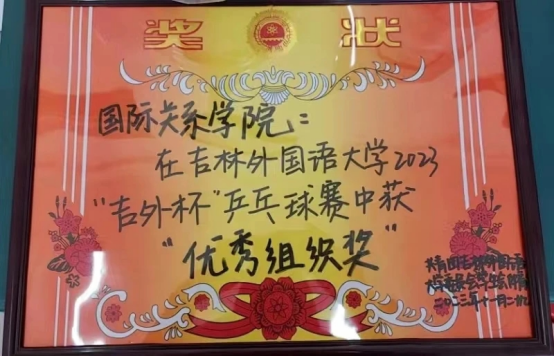 奖 状
国际关系学院：
在吉林外国语大学2023
“吉外杯”乒乓球赛中获
“优秀组织奖”